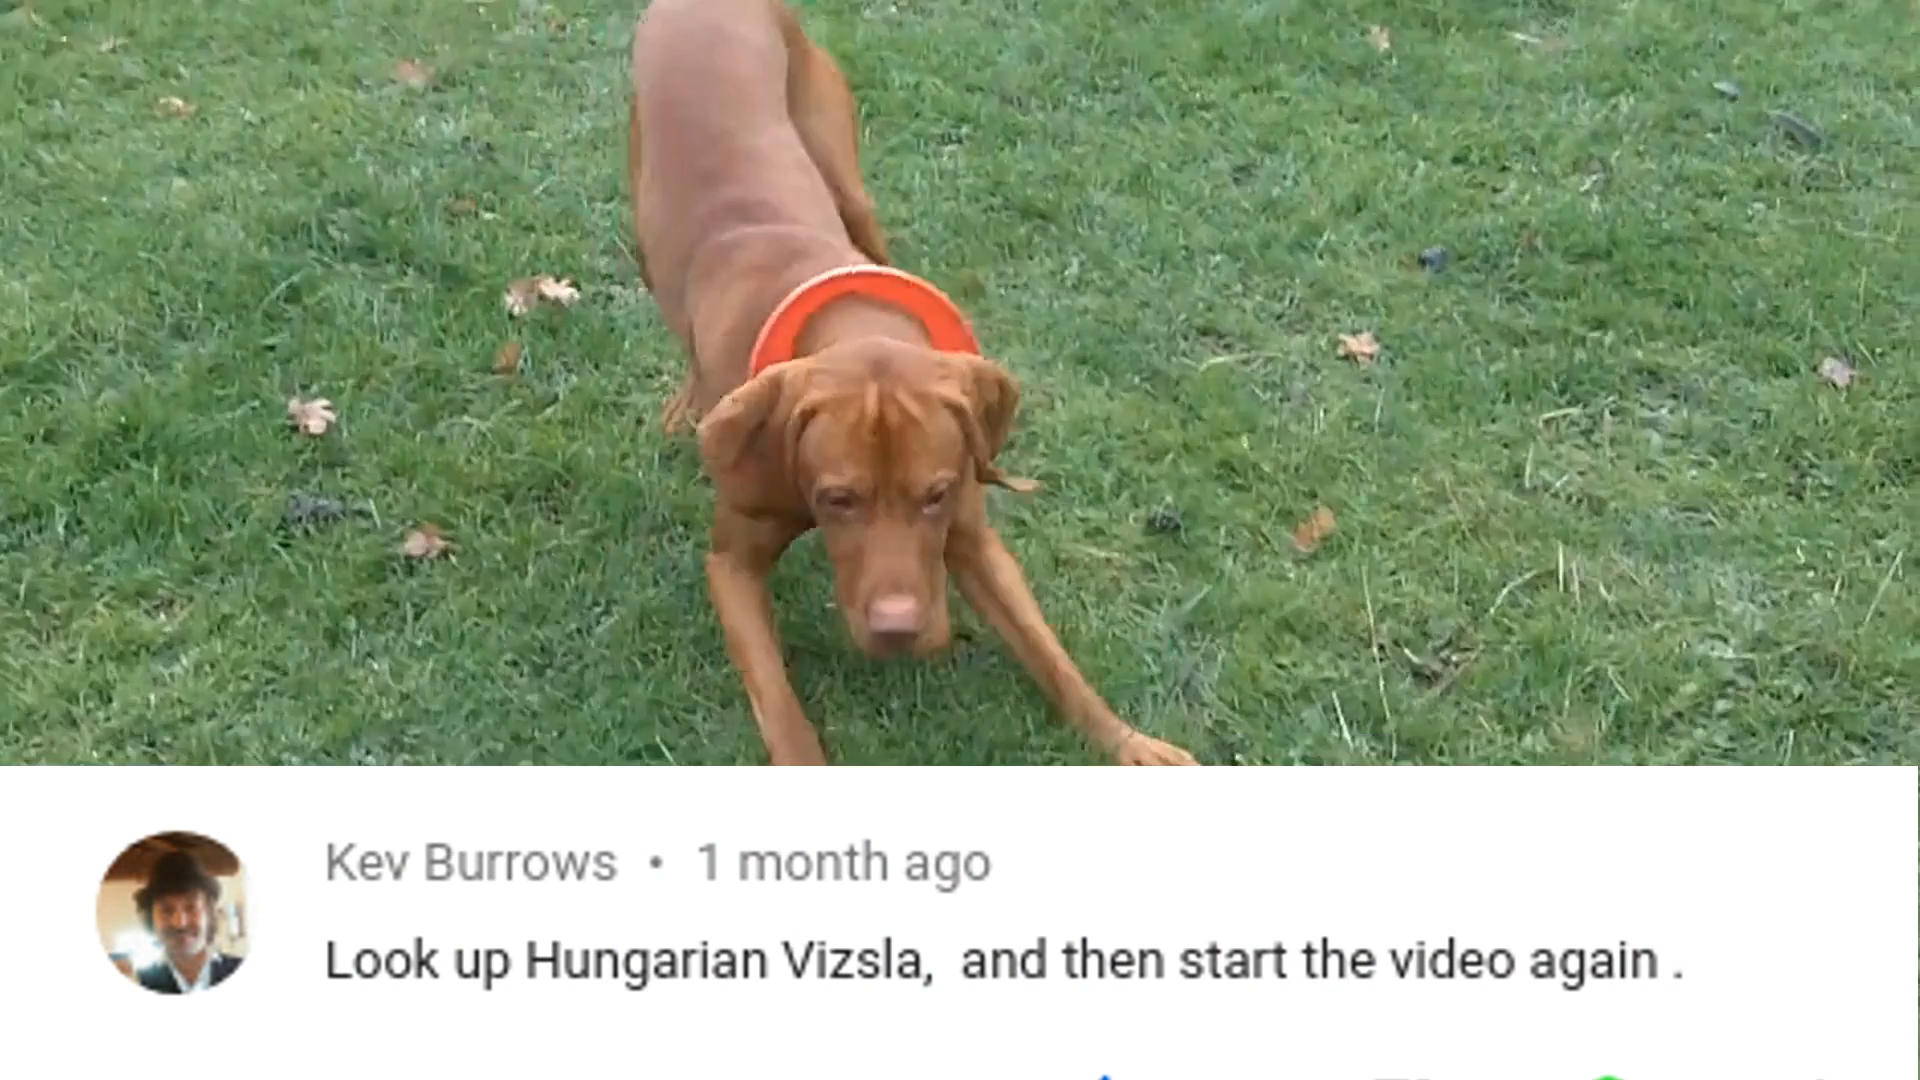 Kev Burrows • 1 month ago
Look up Hungarian Vizsla,  and then start the video again .